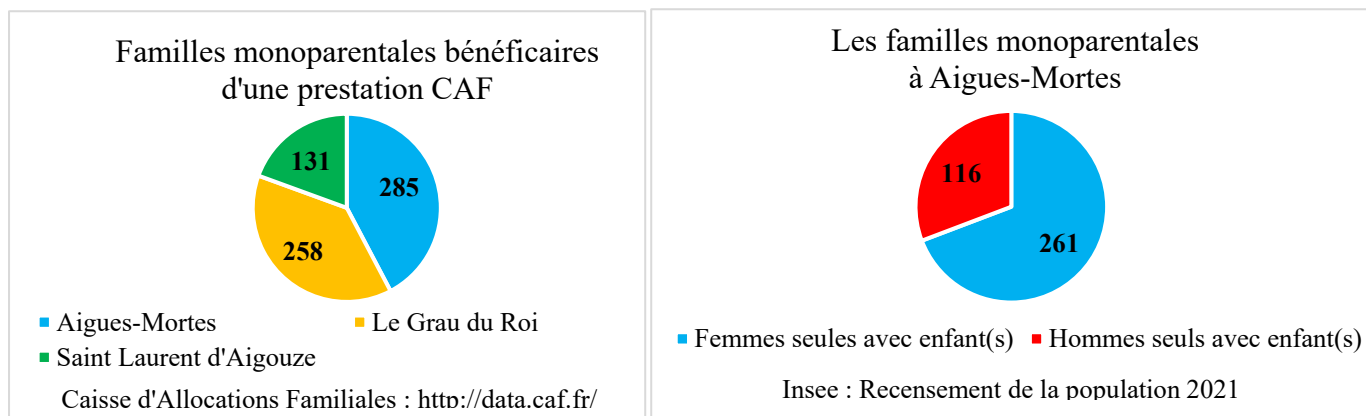 Familles monoparentales bénéficaires
d'une prestation CAF
131
285
258
Aigues-Mortes
Le Grau du Roi
Saint Laurent d'Aigouze
Caisse d'Allocations Familiales : http://data.caf.fr/
Les familles monoparentales
à Aigues-Mortes
116
261
Femmes seules avec enfant(s)
Hommes seuls avec enfant(s)
Insee : Recensement de la population 2021